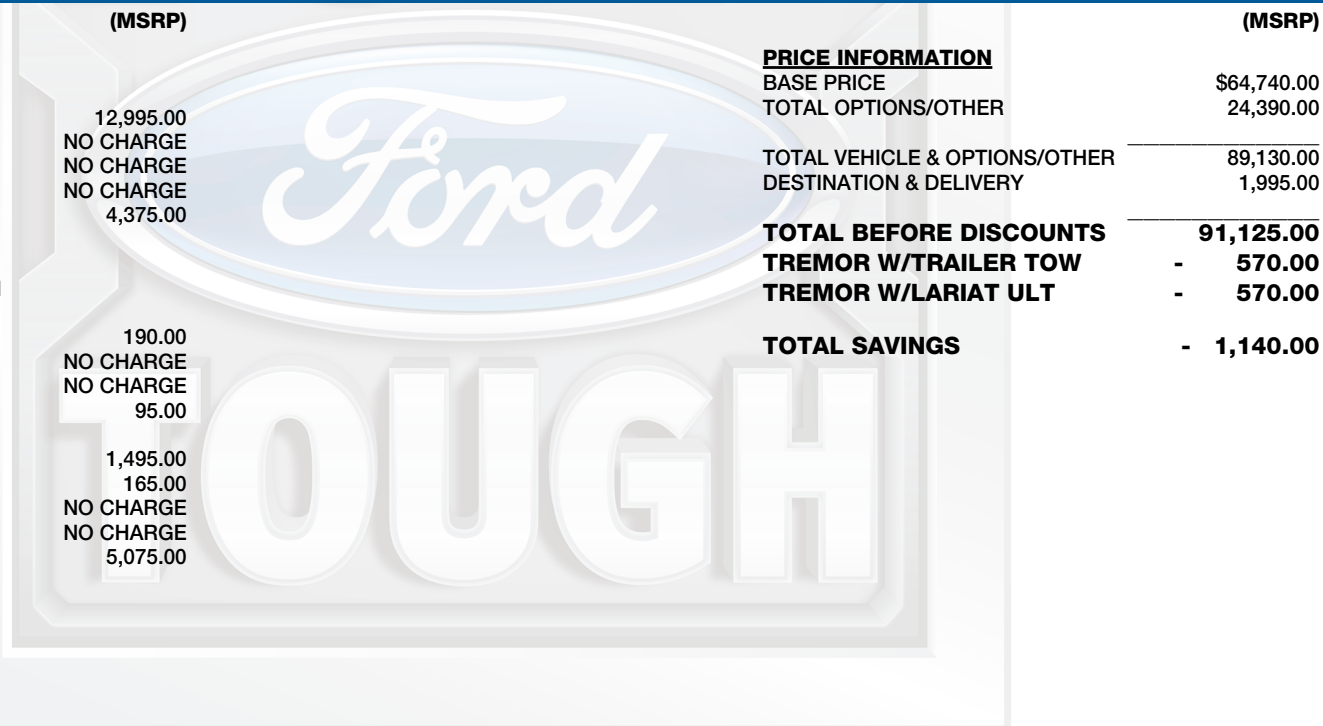 (MSRP)
12,995.00
NO CHARGE
NO CHARGE
NO CHARGE
4,375.00
190.00
NO CHARGE
NO CHARGE
95.00
1,495.00
165.00
NO CHARGE
NO CHARGE
5,075.00
Ford
TOUGH
(MSRP)
PRICE INFORMATION
BASE PRICE $64,740.00
TOTAL OPTIONS/OTHER 24,390.00
TOTAL VEHICLE & OPTIONS/OTHER 89,130.00
DESTINATION & DELIVERY 1,995.00
TOTAL BEFORE DISCOUNTS 91,125.00
TREMOR W/TRAILER TOW - 570.00
TREMOR W/LARIAT ULT - 570.00
TOTAL SAVINGS - 1,140.00